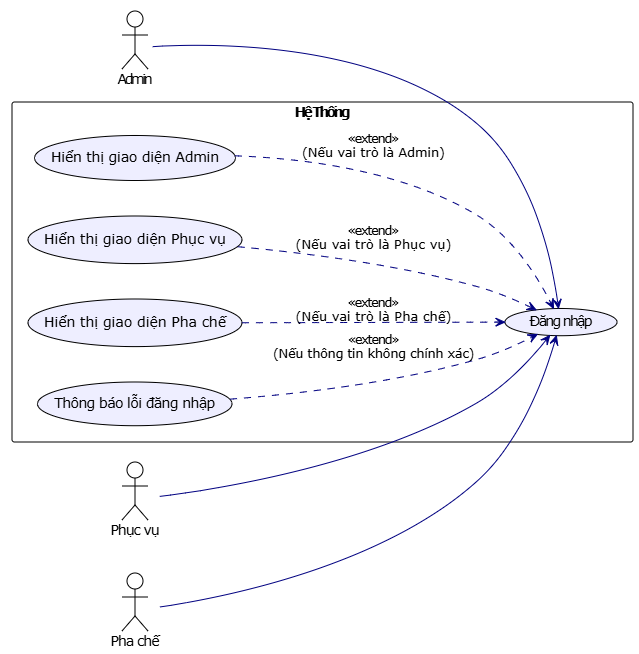 Admin
Hệ Thống
«extend»
(Nếu vai trò là Admin)
Hiển thị giao diện Admin
«extend»
(Nếu vai trò là Phục vụ)
Hiển thị giao diện Phục vụ
«extend»
(Nếu vai trò là Pha chế)
Hiển thị giao diện Pha chế
Đăng nhập
«extend»
(Nếu thông tin không chính xác)
Thông báo lỗi đăng nhập
Phục vụ
Pha chế